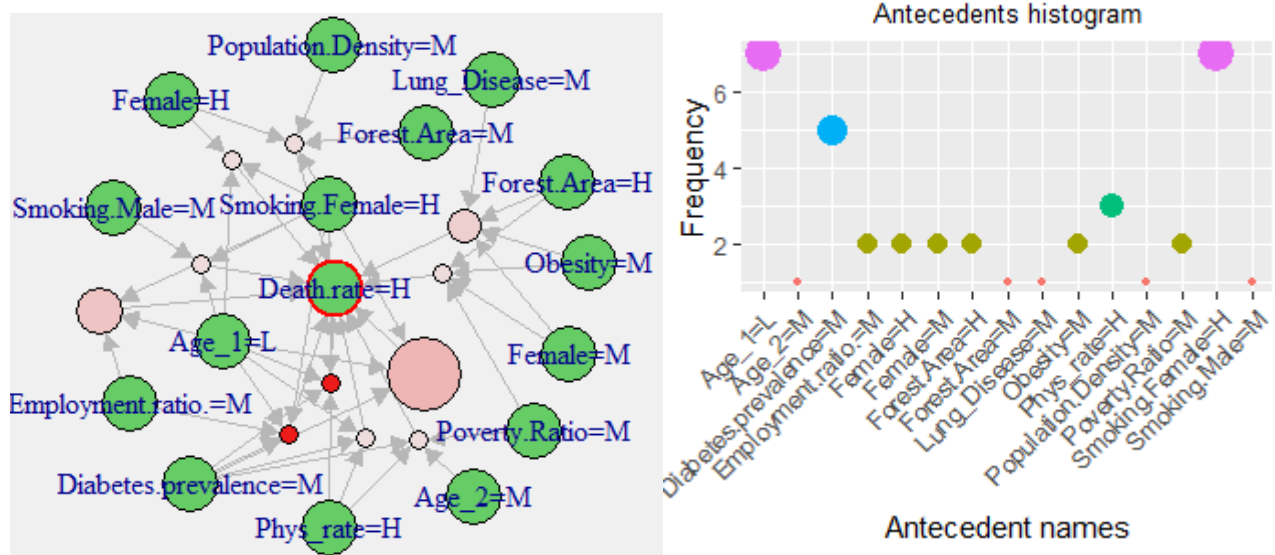 Population.Density=M
Lung_Disease=M
Female=H
Forest.Area=M
Forest.Area=H
Smoking.Male=M
Smoking.Female=H
Obesity=M
Death.rate=H
Age_1=L
Female=M
Employment.ratio.=M
Poverty.Ratio=M
Diabetes.prevalence=M
Age_2=M
Phys_rate=H
Antecedents histogram
Frequency
6
4
2
Age_1=L
Age_2=M
Diabetes.prevalence=M
Employment.ratio.=M
Female=H
Female=M
Forest.Area=H
Forest.Area=M
Lung_Disease=M
Obesity=M
Phys_rate=H
Population.Density=M
Poverty.Ratio=M
Smoking.Female=H
Smoking.Male=M
Antecedent names